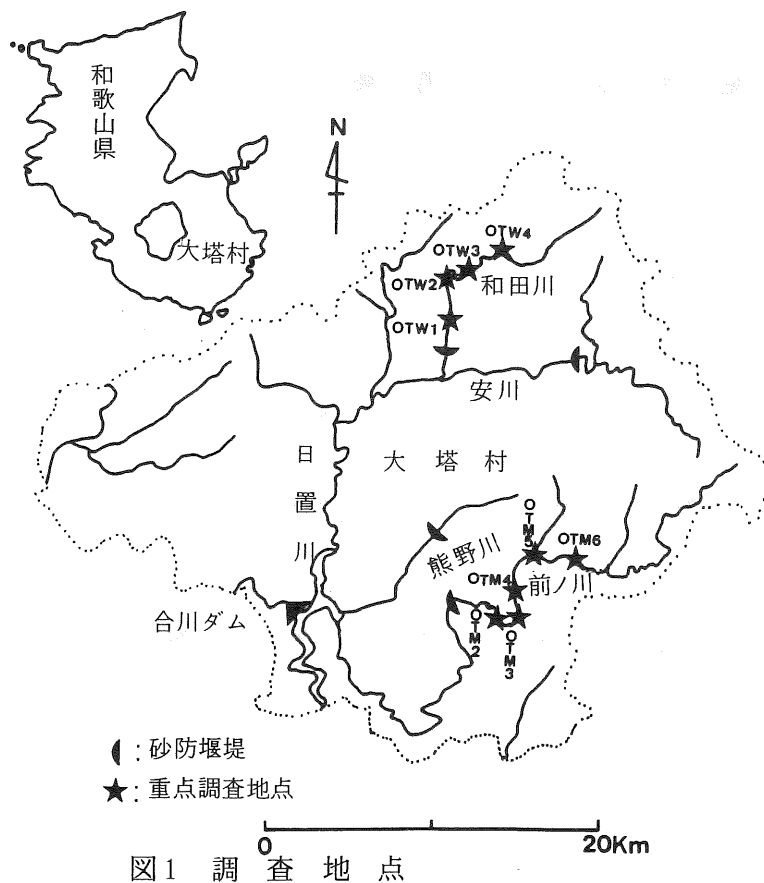 和歌山県
大塔村
N
OTW4
OTW3
OTW2
和田川
OTW1
安川
日置川
大塔村
OTM5
OTM6
熊野川
OTM4
前ノ川
合川ダム
OTM2
OTM3
:砂防堰堤
:重点調査地点
0
20Km
図1 調査地点